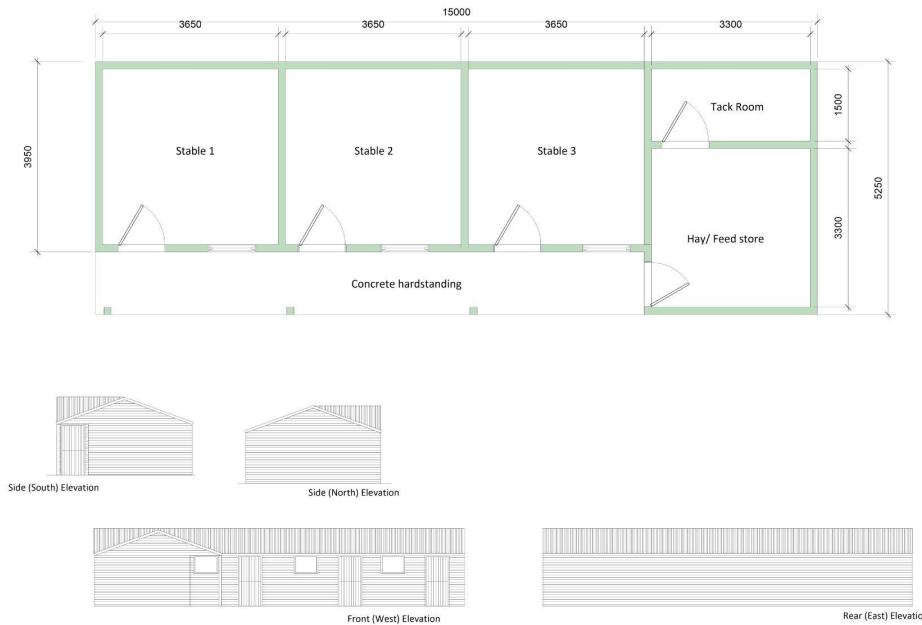 15000
3650 3650 3650 3300
Tack Room
1500
3950
Stable 1 Stable 2 Stable 3
5250
Hay/ Feed store
3300
Concrete hardstanding
Side (South) Elevation
Side (North) Elevation
Front (West) Elevation
Rear (East) Elevatio